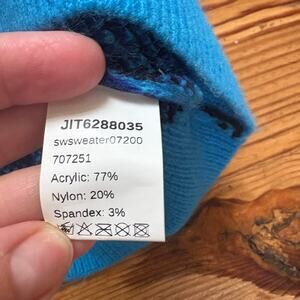 JIT6288035
swsweater07200
707251
Acrylic: 77%
Nylon: 20%
Spandex: 3%